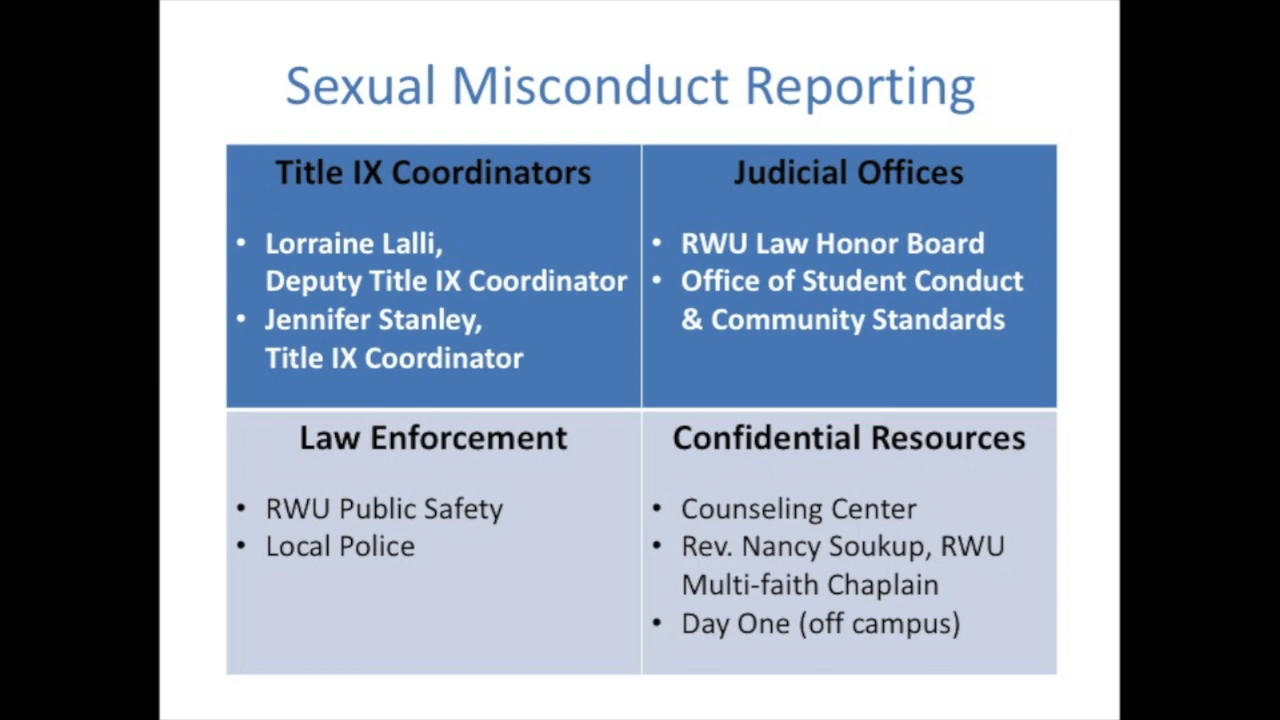 Sexual Misconduct Reporting
Title IX Coordinators
• Lorraine Lalli,
Deputy Title IX Coordinator
• Jennifer Stanley,
Title IX Coordinator
Judicial Offices
• RWU Law Honor Board
• Office of Student Conduct
& Community Standards
Law Enforcement
• RWU Public Safety
• Local Police
Confidential Resources
• Counseling Center
• Rev. Nancy Soukup, RWU
Multi-faith Chaplain
• Day One (off campus)